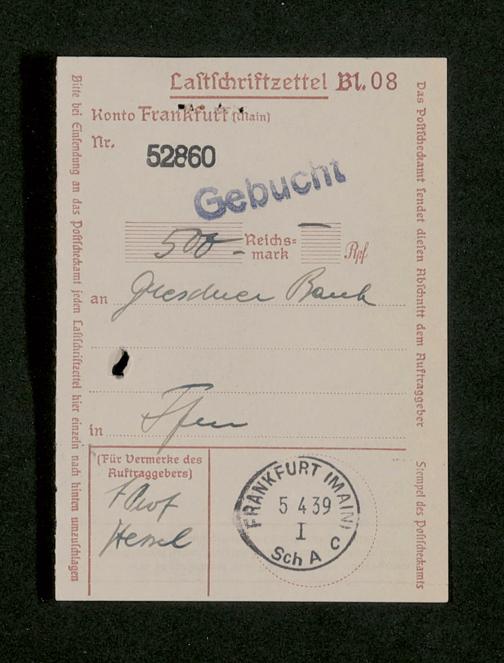 Lastschriftzettel Bl. 08
Konto Frankfurt (Main)
Nr.
52860
Gebucht
500 - Reichs-
mark — Rpf
an Dresdner Bank
in Ffm
(Für Vermerke des
Auftraggebers)
FRANKFURT (MAIN)
5 4 39
I
Sch A C
Bitte bei Einsendung an das Postscheckamt jeden Lastschriftzettel hier einzeln nach hinten umzuschlagen
Das Postscheckamt sendet diesen Abschnitt dem Auftraggeber
Stempel des Postscheckamts